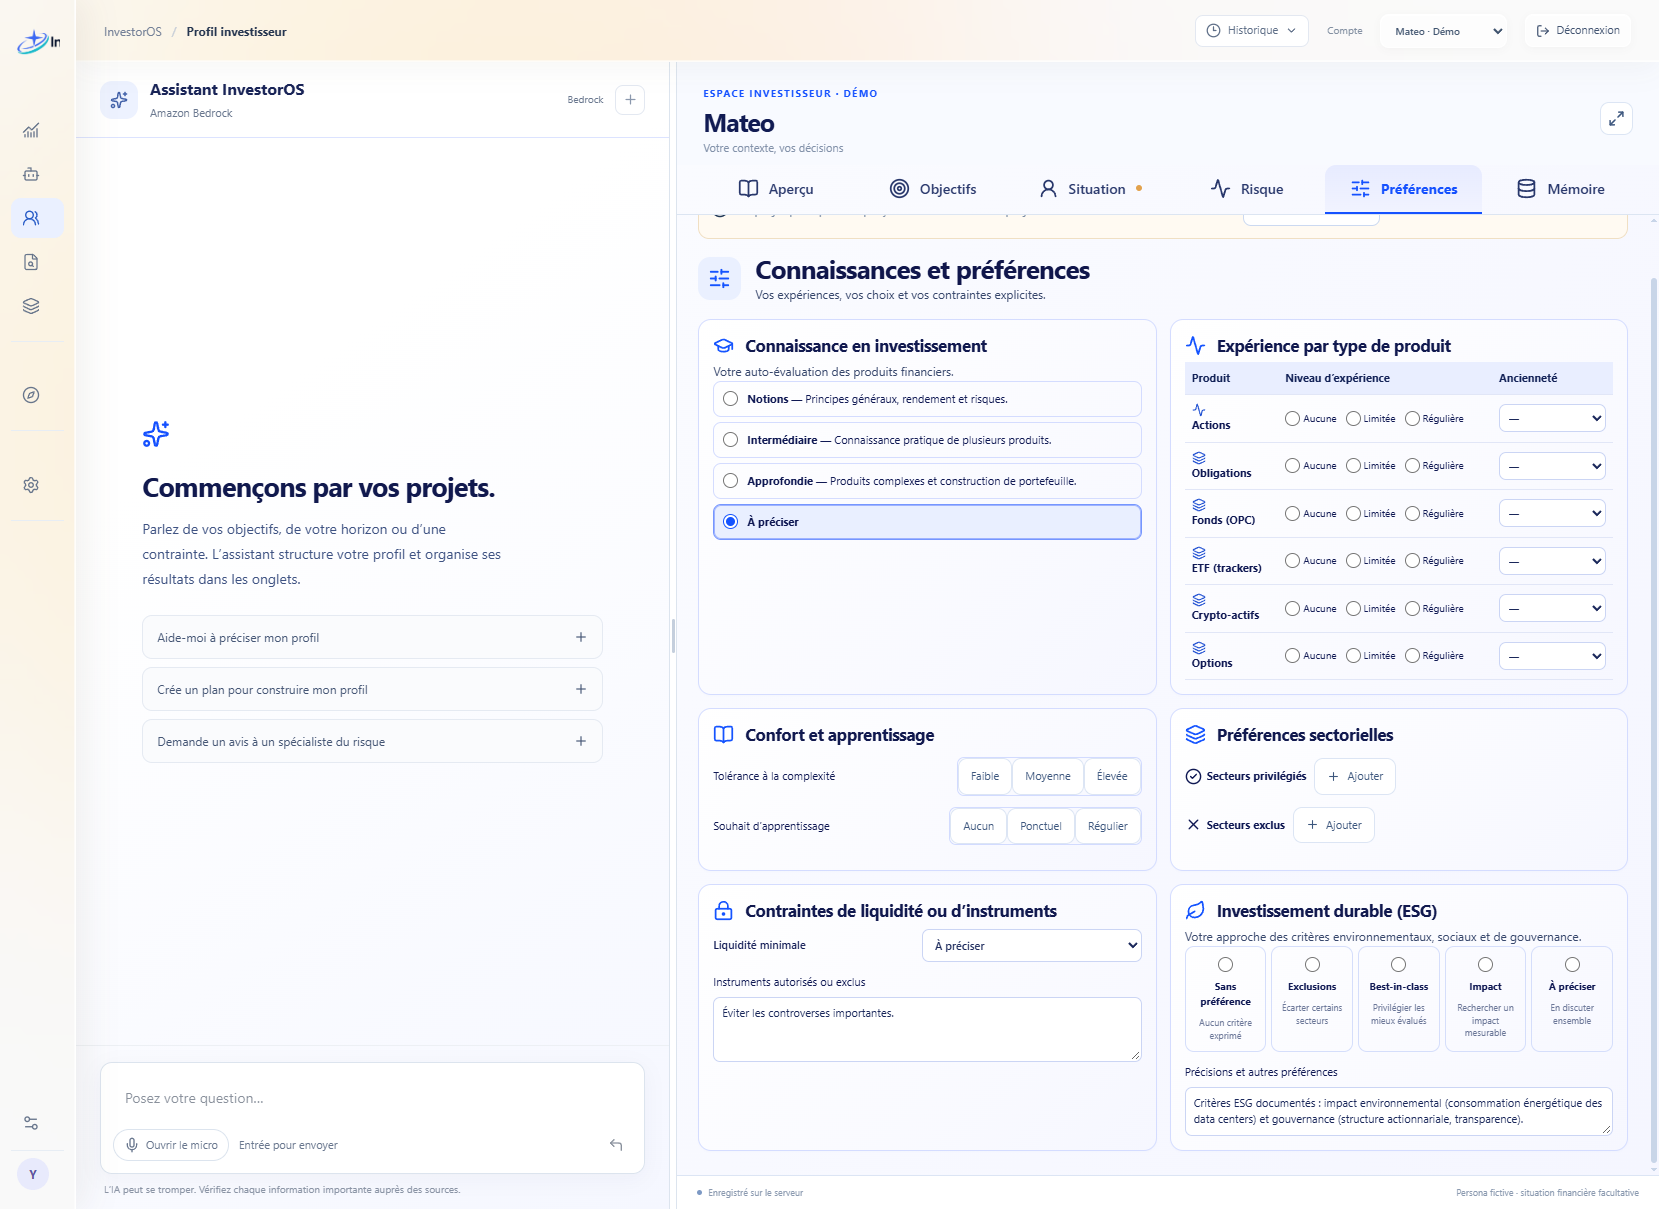 In
InvestorOS / Profil investisseur
Historique
Compte
Mateo · Démo
Déconnexion
Assistant InvestorOS
Amazon Bedrock
Bedrock
Commençons par vos projets.
Parlez de vos objectifs, de votre horizon ou d’une
contrainte. L’assistant structure votre profil et organise ses
résultats dans les onglets.
Aide-moi à préciser mon profil
Crée un plan pour construire mon profil
Demande un avis à un spécialiste du risque
Posez votre question...
Ouvrir le micro
Entrée pour envoyer
L'IA peut se tromper. Vérifiez chaque information importante auprès des sources.
Y
ESPACE INVESTISSEUR · DÉMO
Mateo
Votre contexte, vos décisions
Aperçu
Objectifs
Situation
Risque
Préférences
Mémoire
Connaissances et préférences
Vos expériences, vos choix et vos contraintes explicites.
Connaissance en investissement
Votre auto-évaluation des produits financiers.
Notions — Principes généraux, rendement et risques.
Intermédiaire — Connaissance pratique de plusieurs produits.
Approfondie — Produits complexes et construction de portefeuille.
À préciser
Expérience par type de produit
Produit Niveau d’expérience Ancienneté
Actions Aucune Limitée Régulière —
Obligations Aucune Limitée Régulière —
Fonds (OPC) Aucune Limitée Régulière —
ETF (trackers) Aucune Limitée Régulière —
Crypto-actifs Aucune Limitée Régulière —
Options Aucune Limitée Régulière —
Confort et apprentissage
Tolérance à la complexité Faible Moyenne Élevée
Souhait d'apprentissage Aucun Ponctuel Régulier
Préférences sectorielles
Secteurs privilégiés Ajouter
Secteurs exclus Ajouter
Contraintes de liquidité ou d’instruments
Liquidité minimale À préciser
Instruments autorisés ou exclus
Éviter les controverses importantes.
Investissement durable (ESG)
Votre approche des critères environnementaux, sociaux et de gouvernance.
Sans
préférence
Aucun critère
exprimé
Exclusions
Écarter certains
secteurs
Best-in-class
Privilégier les
mieux évalués
Impact
Rechercher un
impact
mesurable
À préciser
En discuter
ensemble
Précisions et autres préférences
Critères ESG documentés : impact environnemental (consommation énergétique des
data centers) et gouvernance (structure actionnariale, transparence).
Enregistré sur le serveur
Persona fictive · situation financière facultative